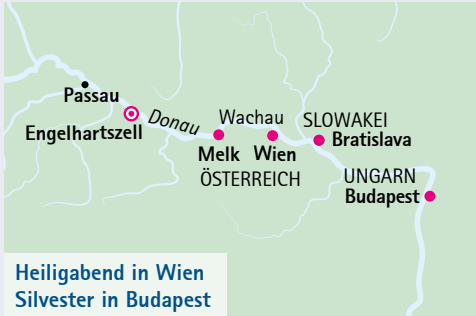 Passau
Engelhartszell
Donau
Wachau
Melk
Wien
ÖSTERREICH
SLOWAKEI
Bratislava
UNGARN
Budapest
Heiligabend in Wien
Silvester in Budapest